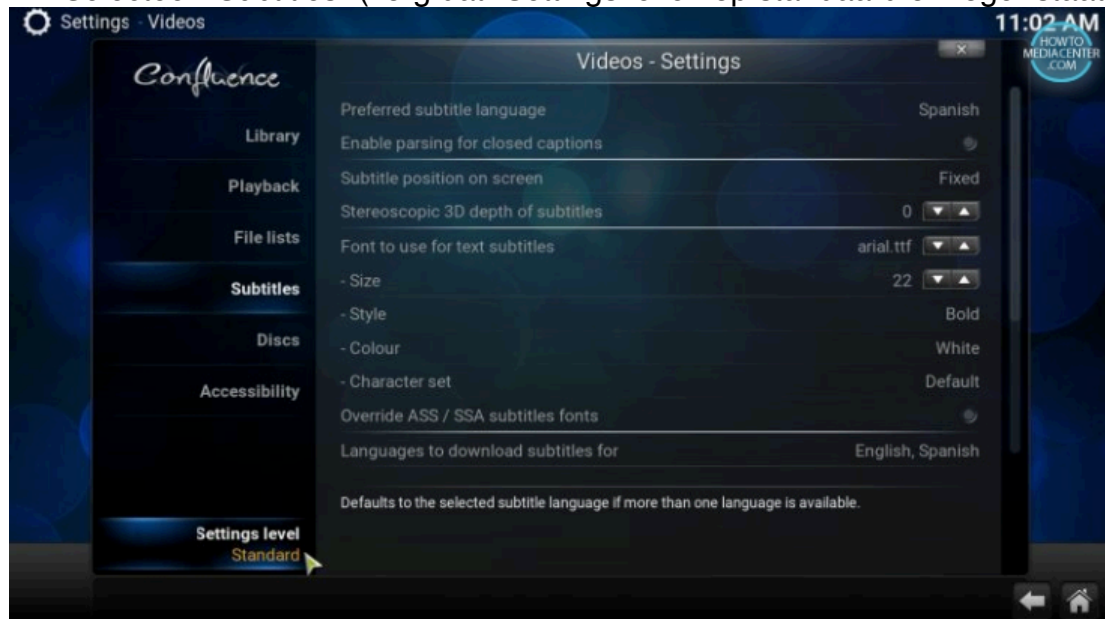 Settings - Videos
11:02 AM
HOWTO
MEDIACENTER
.COM
Confluence
Videos - Settings
Library
Playback
File lists
Subtitles
Discs
Accessibility
Settings level
Standard
Preferred subtitle language Spanish
Enable parsing for closed captions
Subtitle position on screen Fixed
Stereoscopic 3D depth of subtitles 0
Font to use for text subtitles arial.ttf
- Size 22
- Style Bold
- Colour White
- Character set Default
Override ASS / SSA subtitles fonts
Languages to download subtitles for English, Spanish
Defaults to the selected subtitle language if more than one language is available.